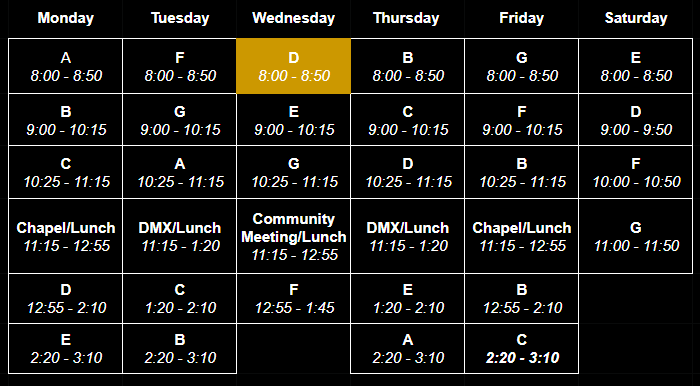 Monday Tuesday Wednesday Thursday Friday Saturday
A F D B G E
8:00 - 8:50 8:00 - 8:50 8:00 - 8:50 8:00 - 8:50 8:00 - 8:50 8:00 - 8:50
B G E C F D
9:00 - 10:15 9:00 - 10:15 9:00 - 10:15 9:00 - 10:15 9:00 - 10:15 9:00 - 9:50
C A G D B F
10:25 - 11:15 10:25 - 11:15 10:25 - 11:15 10:25 - 11:15 10:25 - 11:15 10:00 - 10:50
Chapel/Lunch DMX/Lunch Community Meeting/Lunch DMX/Lunch Chapel/Lunch G
11:15 - 12:55 11:15 - 1:20 11:15 - 12:55 11:15 - 1:20 11:15 - 12:55 11:00 - 11:50
D C F E B
12:55 - 2:10 1:20 - 2:10 12:55 - 1:45 1:20 - 2:10 12:55 - 2:10
E B A C
2:20 - 3:10 2:20 - 3:10 2:20 - 3:10 2:20 - 3:10